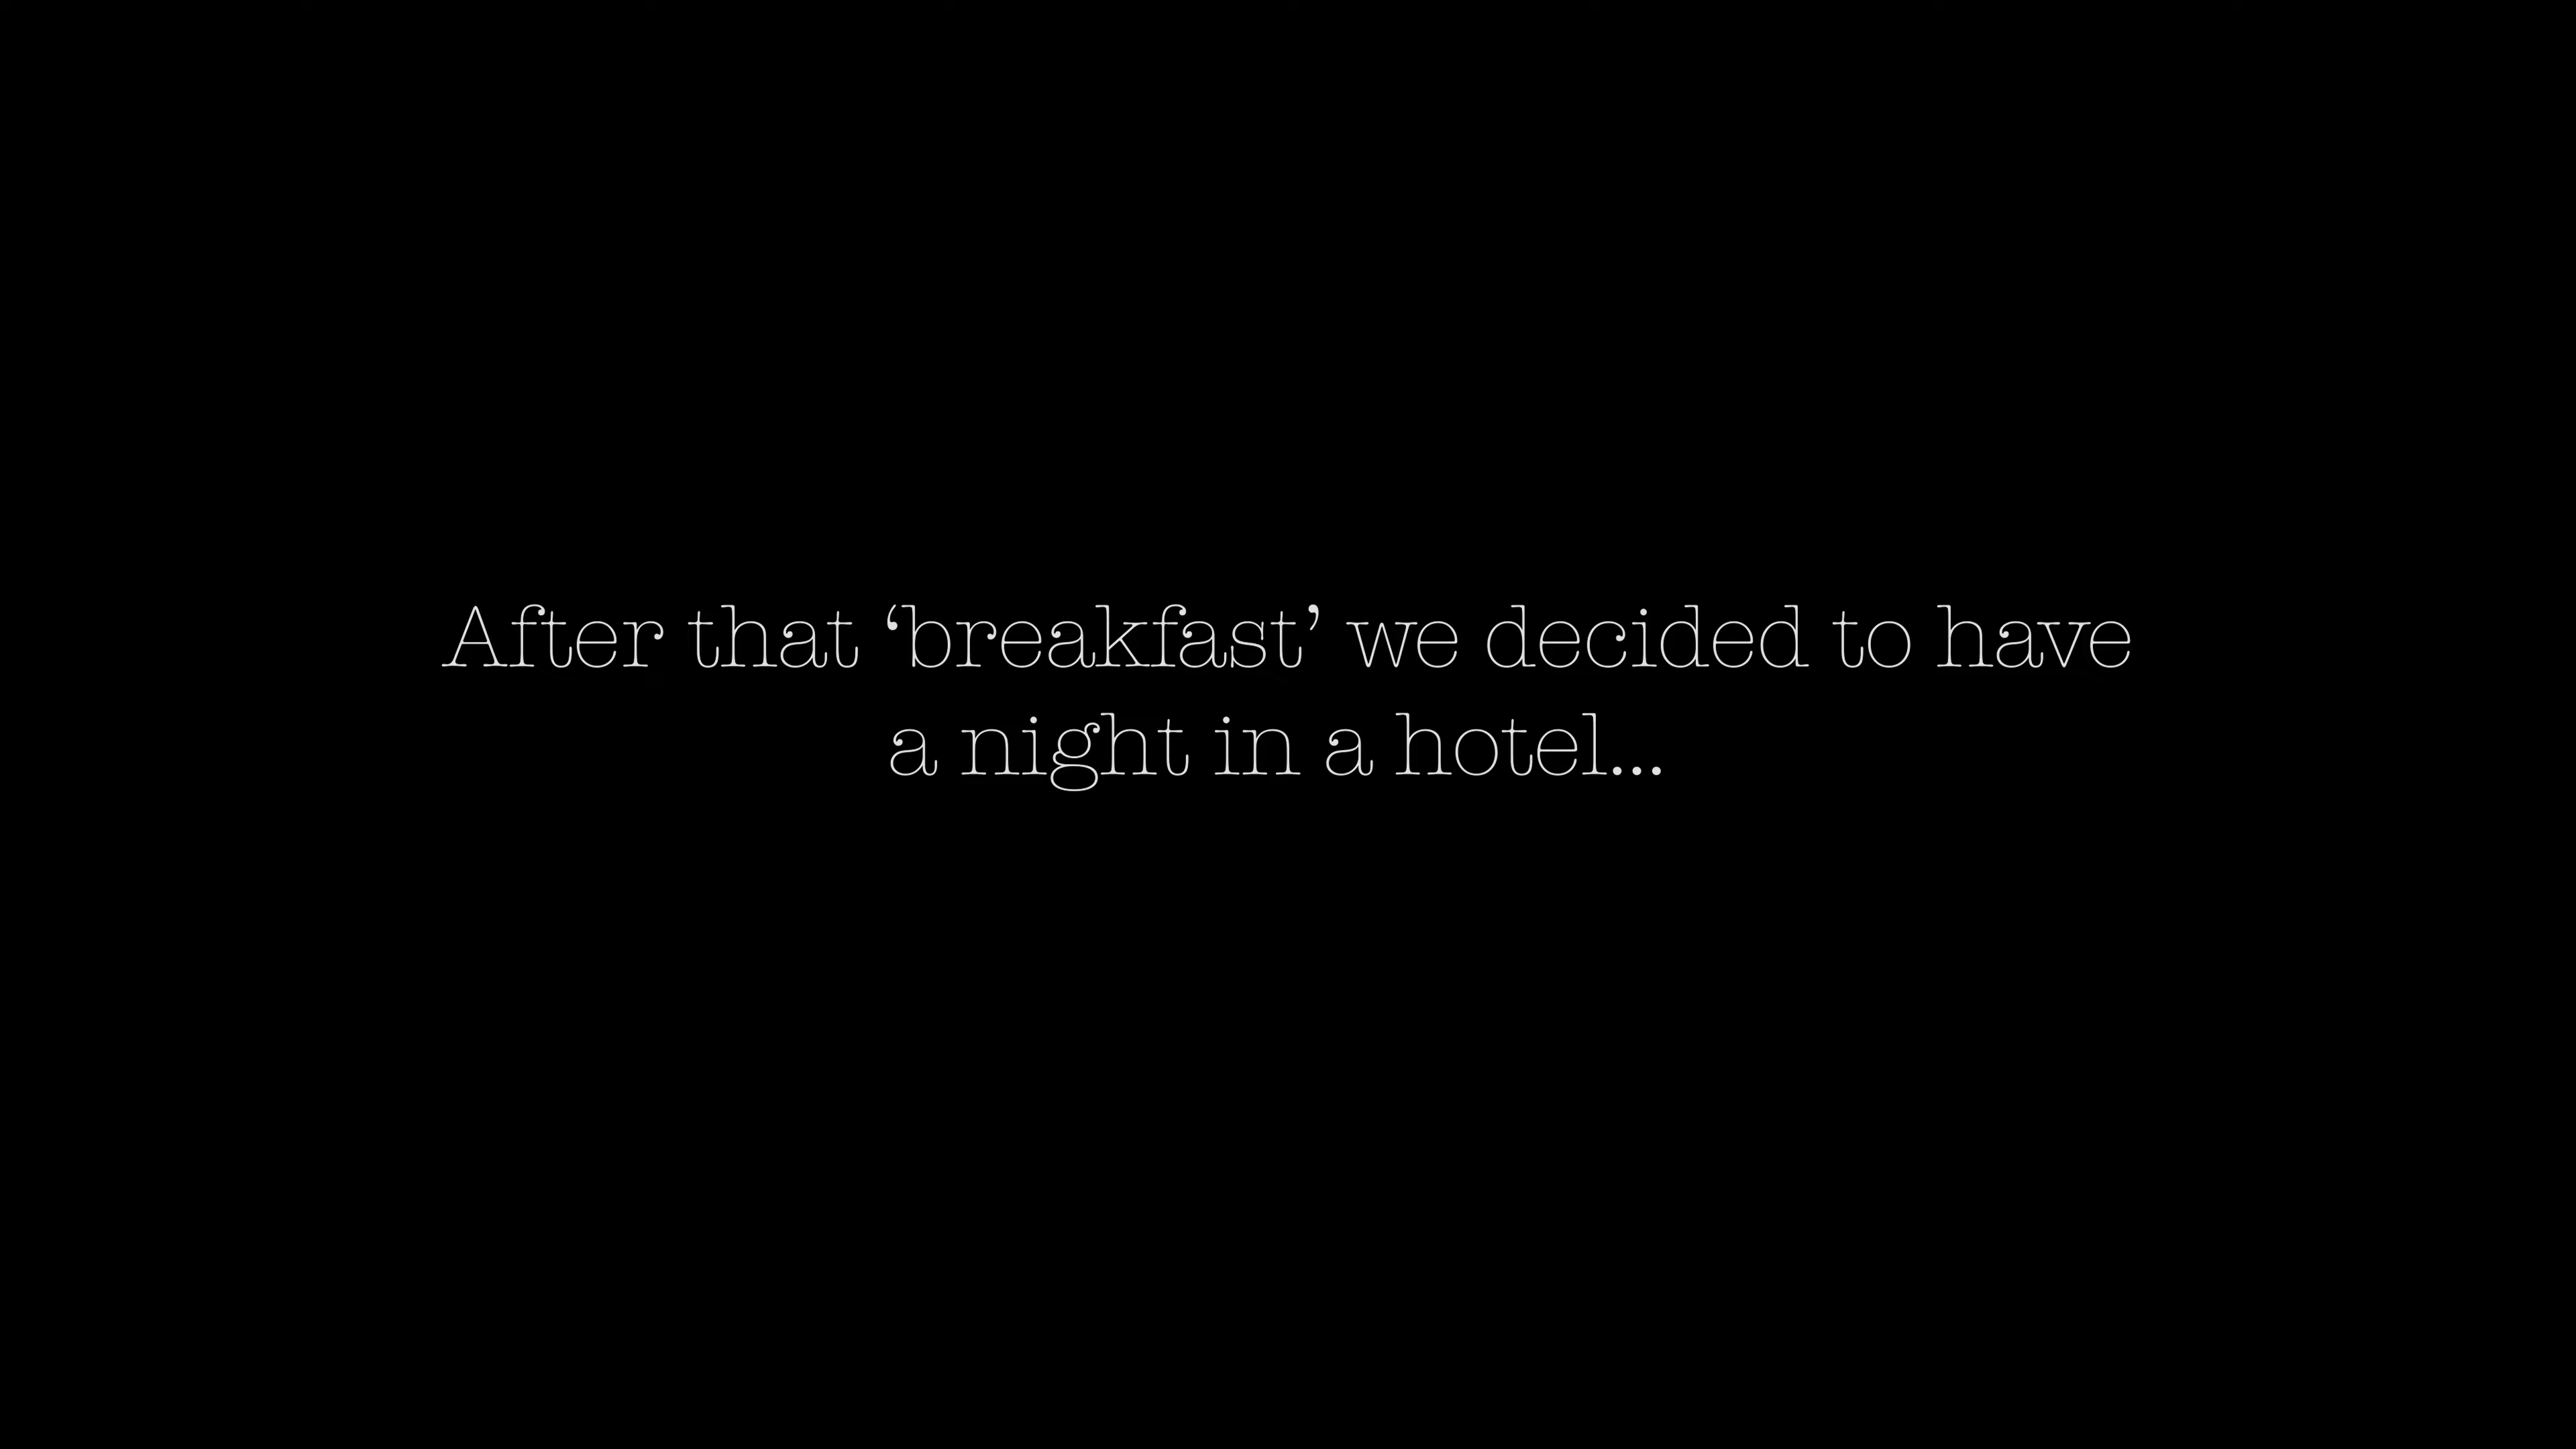 After that ‘breakfast’ we decided to have
a night in a hotel...